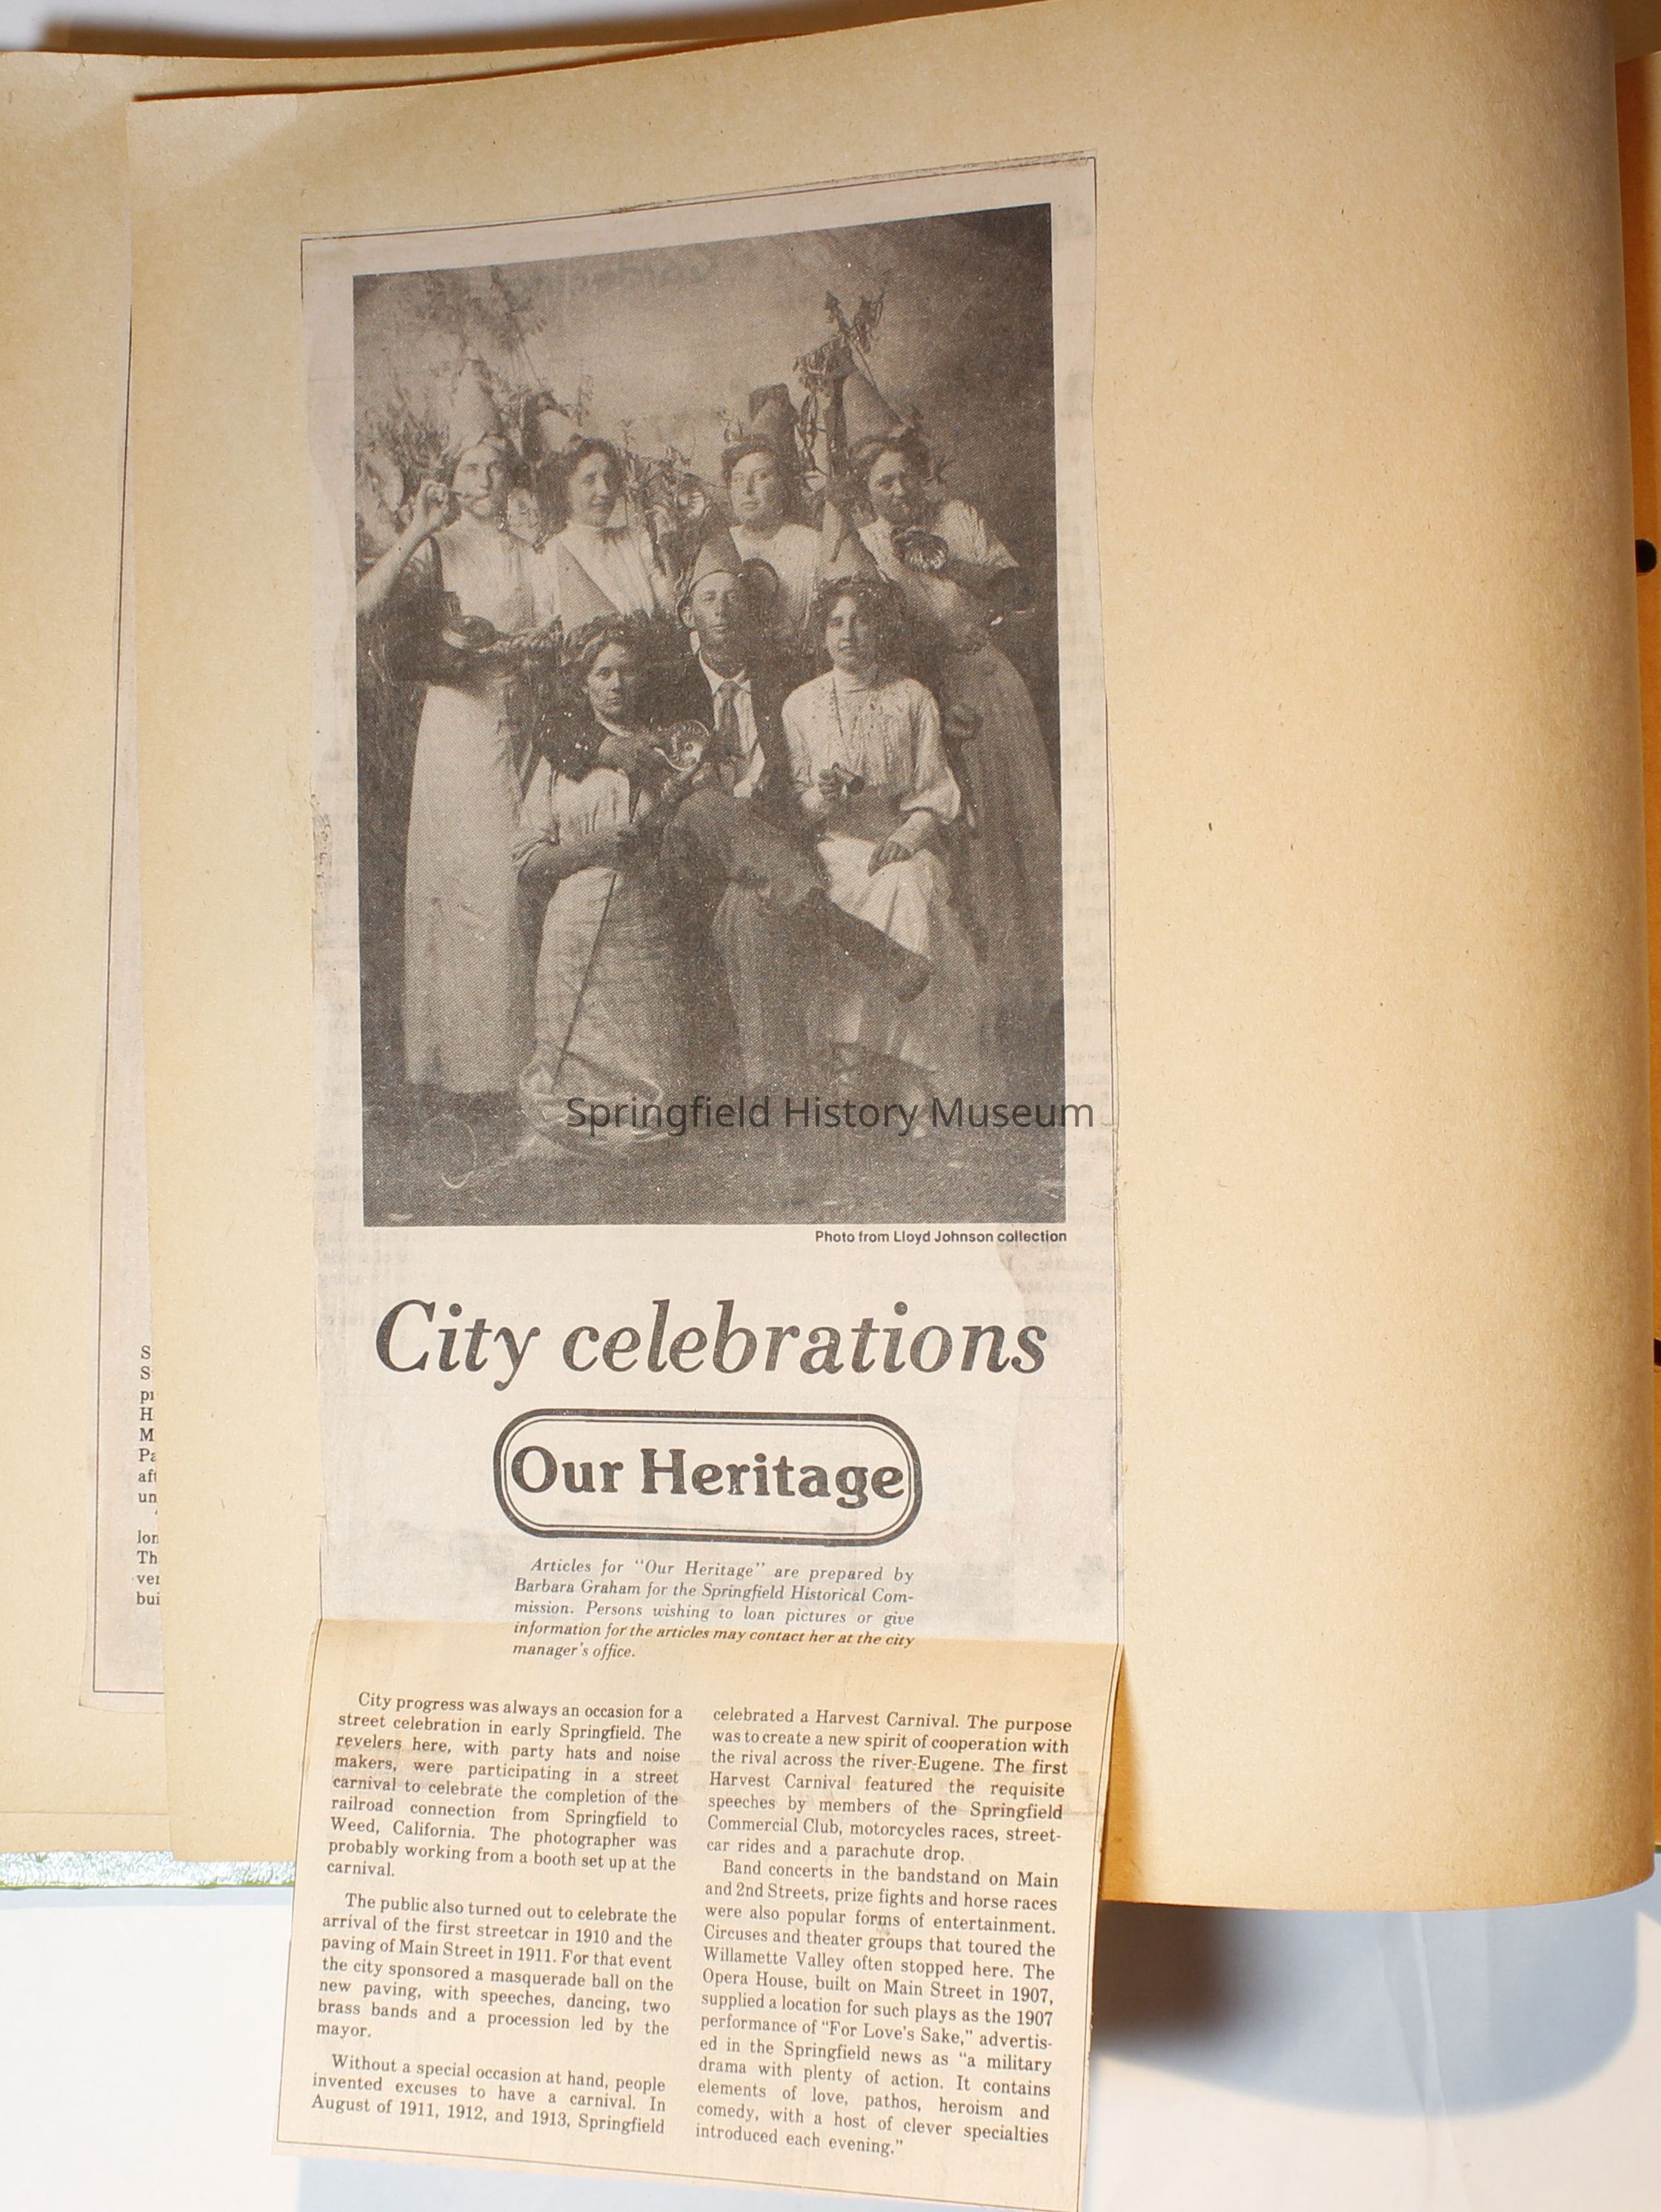 Springfield History Museum
Photo from Lloyd Johnson collection
City celebrations
Our Heritage
Articles for "Our Heritage" are prepared by
Barbara Graham for the Springfield Historical Com-
mission. Persons wishing to loan pictures or give
information for the articles may contact her at the city
manager's office.
City progress was always an occasion for a
street celebration in early Springfield. The
revelers here, with party hats and noise
makers, were participating in a street
carnival to celebrate the completion of the
railroad connection from Springfield to
Weed, California. The photographer was
probably working from a booth set up at the
carnival.
The public also turned out to celebrate the
arrival of the first streetcar in 1910 and the
paving of Main Street in 1911. For that event
the city sponsored a masquerade ball on the
new paving, with speeches, dancing, two
brass bands and a procession led by the
mayor.
Without a special occasion at hand, people
invented excuses to have a carnival. In
August of 1911, 1912, and 1913, Springfield
celebrated a Harvest Carnival. The purpose
was to create a new spirit of cooperation with
the rival across the river-Eugene. The first
Harvest Carnival featured the requisite
speeches by members of the Springfield
Commercial Club, motorcycles races, street-
car rides and a parachute drop.
Band concerts in the bandstand on Main
and 2nd Streets, prize fights and horse races
were also popular forms of entertainment.
Circuses and theater groups that toured the
Willamette Valley often stopped here. The
Opera House, built on Main Street in 1907,
supplied a location for such plays as the 1907
performance of "For Love's Sake," advertis-
ed in the Springfield news as "a military
drama with plenty of action. It contains
elements of love, pathos, heroism and
comedy, with a host of clever specialties
introduced each evening."
S
S
pr
H
M
Pa
aft
un
lon
Th
ver
bui